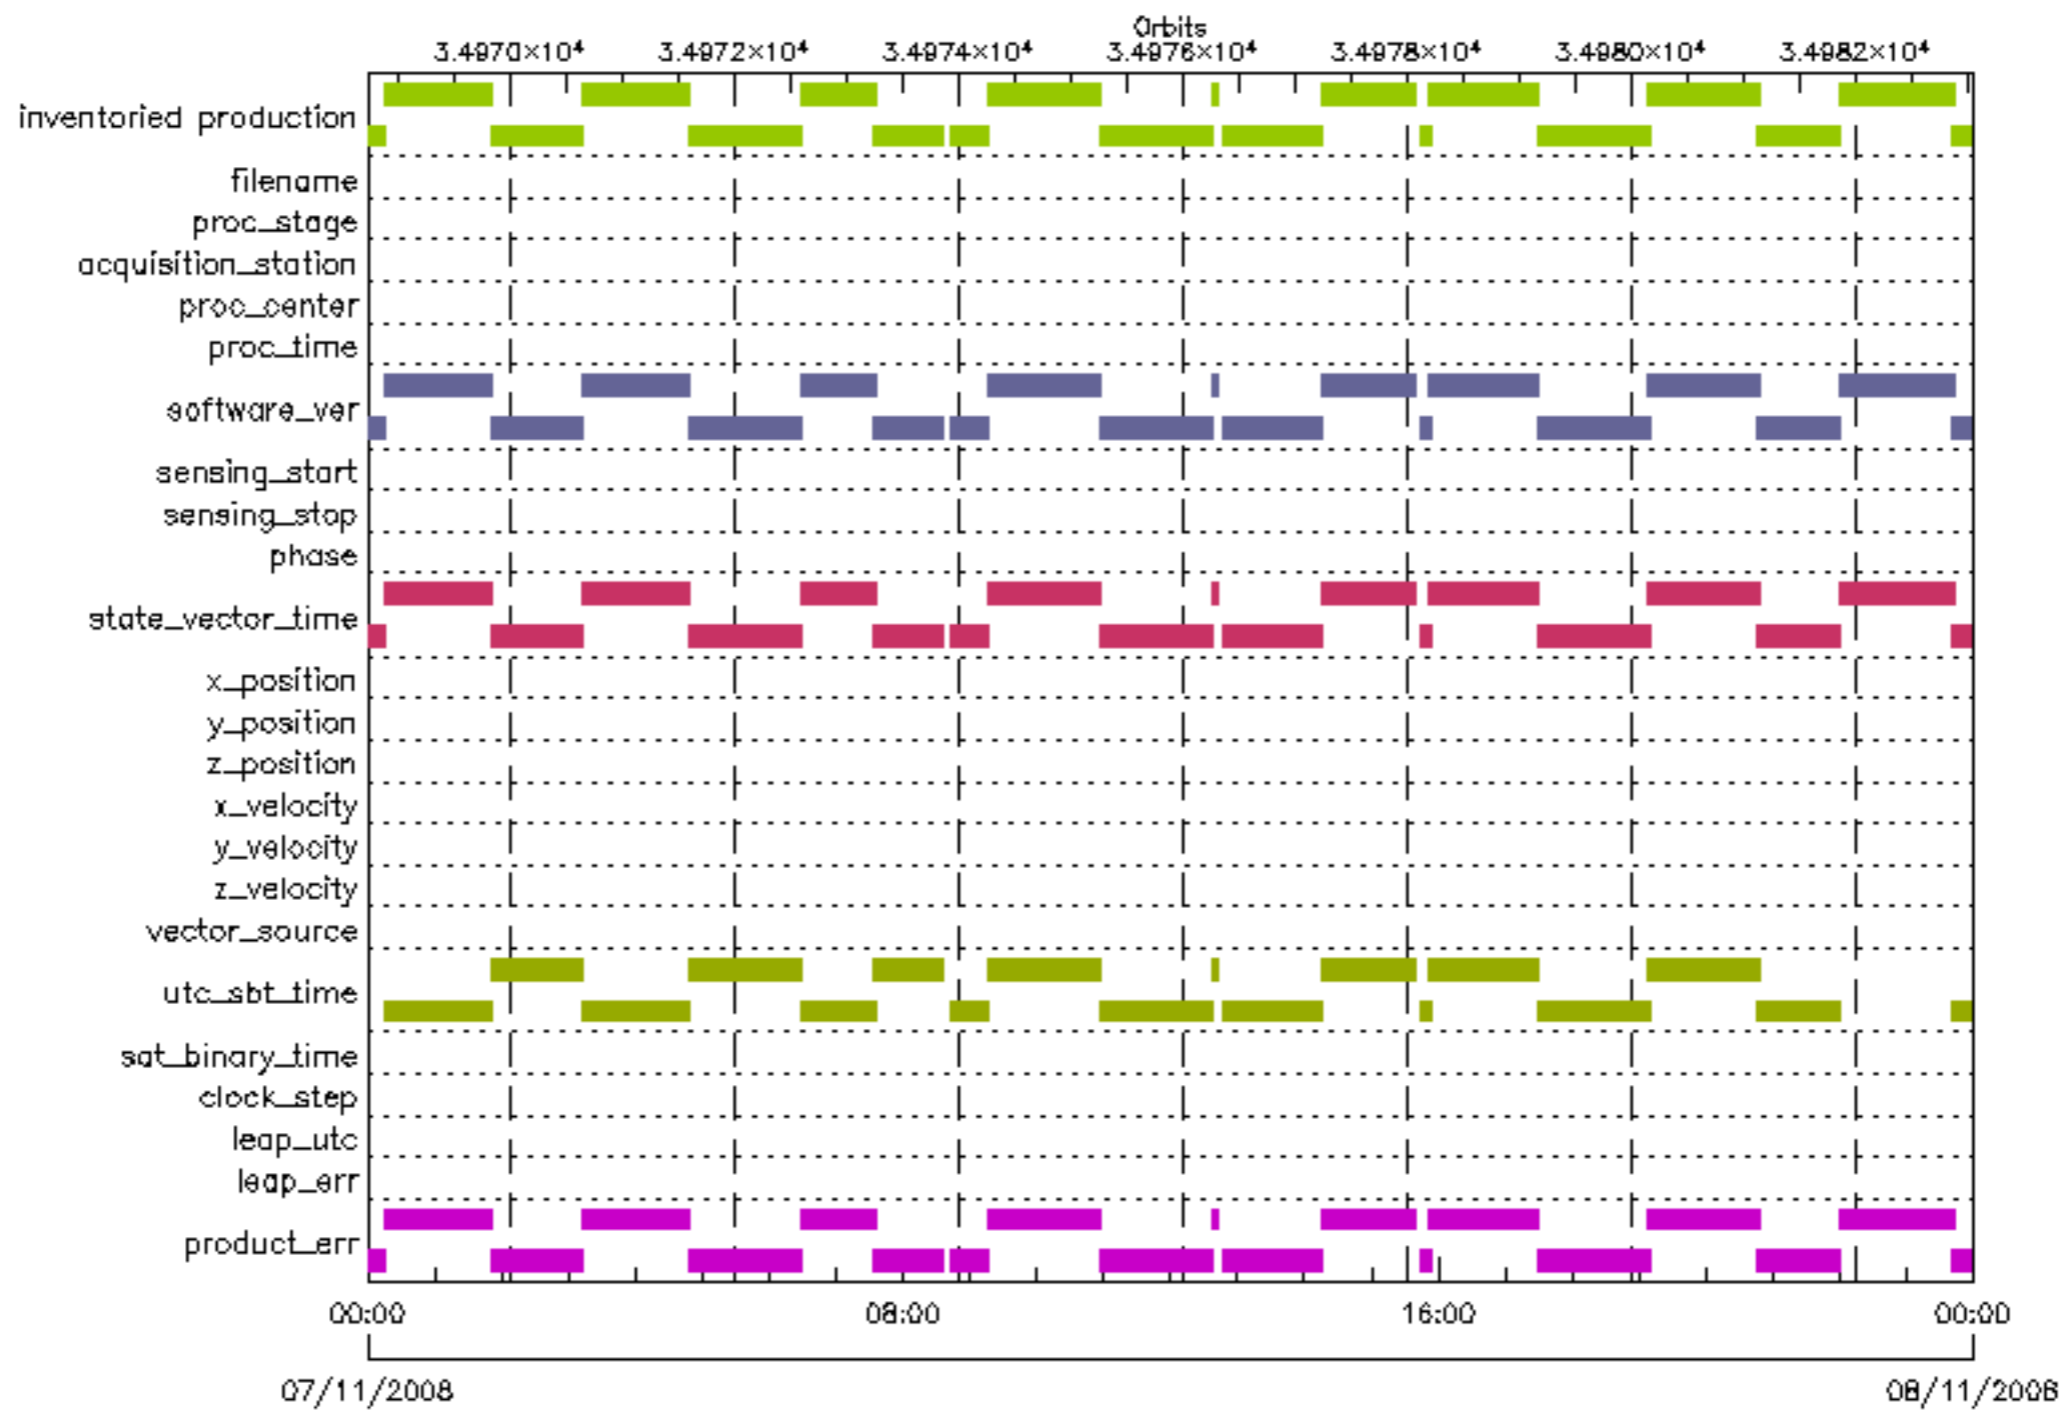 Orbits
3.4970×10⁴ 3.4972×10⁴ 3.4974×10⁴ 3.4976×10⁴ 3.4978×10⁴ 3.4980×10⁴ 3.4982×10⁴
inventoried production
filename
proc_stage
acquisition_station
proc_center
proc_time
software_ver
sensing_start
sensing_stop
phase
state_vector_time
x_position
y_position
z_position
x_velocity
y_velocity
z_velocity
vector_source
utc_sbt_time
sat_binary_time
clock_step
leap_utc
leap_err
product_err
00:00 08:00 16:00 00:00
07/11/2008 08/11/2008